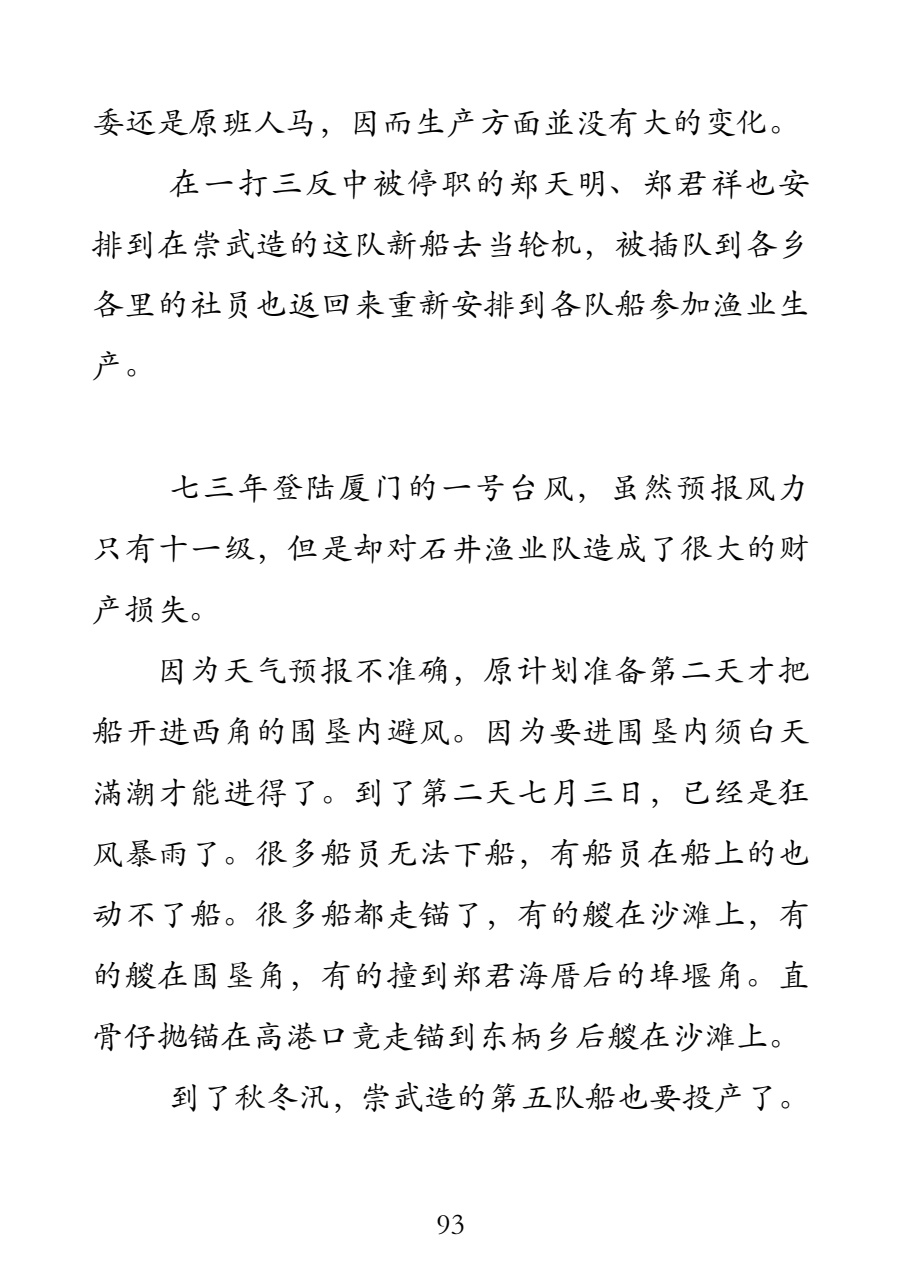 委还是原班人马，因而生产方面並没有大的变化。
在一打三反中被停职的郑天明、郑君祥也安
排到在崇武造的这队新船去当轮机，被插队到各乡
各里的社员也返回来重新安排到各队船参加渔业生
产。
七三年登陆厦门的一号台风，虽然预报风力
只有十一级，但是却对石井渔业队造成了很大的财
产损失。
因为天气预报不准确，原计划准备第二天才把
船开进西角的围垦内避风。因为要进围垦内须白天
滿潮才能进得了。到了第二天七月三日，已经是狂
风暴雨了。很多船员无法下船，有船员在船上的也
动不了船。很多船都走锚了，有的艐在沙滩上，有
的艐在围垦角，有的撞到郑君海厝后的埠堰角。直
骨仔抛锚在高港口竟走锚到东柄乡后艐在沙滩上。
到了秋冬汛，崇武造的第五队船也要投产了。
93